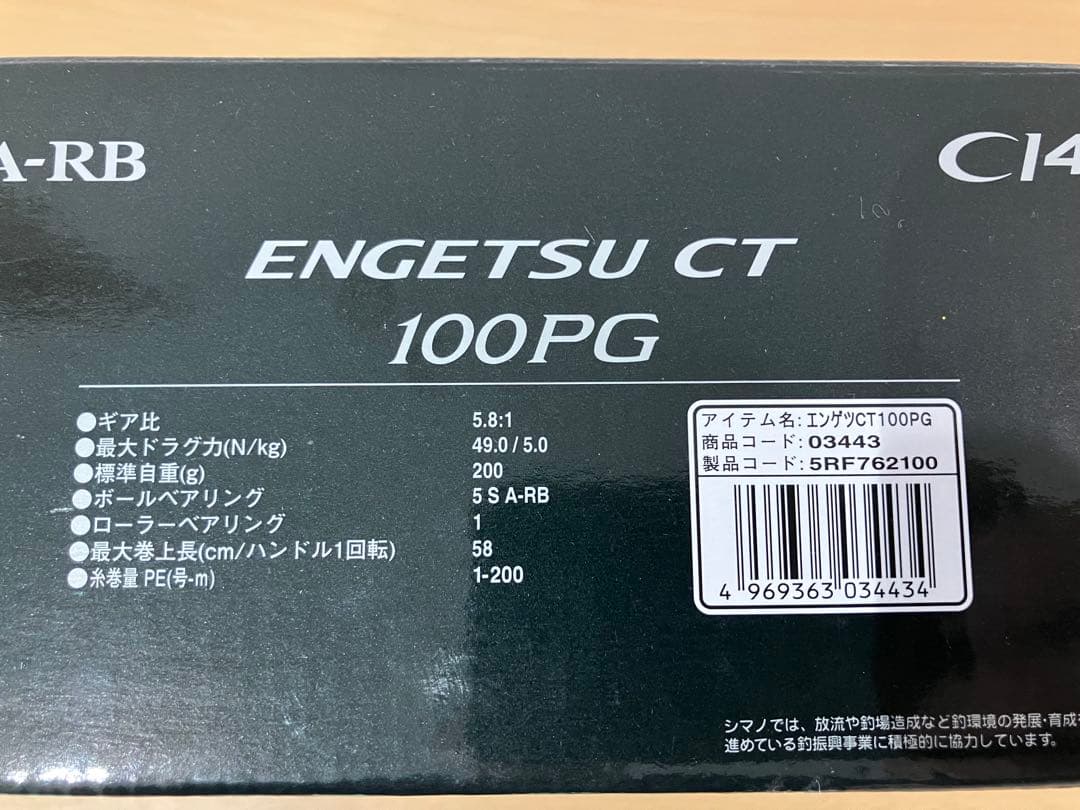 A-RB
CI4
ENGETSU CT
100PG
●ギア比 5.8:1
●最大ドラグ力(N/kg) 49.0 / 5.0
●標準自重(g) 200
●ボールベアリング 5 S A-RB
●ローラーベアリング 1
●最大巻上長(cm/ハンドル1回転) 58
●糸巻量 PE(号-m) 1-200
アイテム名: エンゲツCT100PG
商品コード: 03443
製品コード: 5RF762100
4 969363 034434
シマノでは、放流や釣場造成など釣環境の発展・育成を
進めている釣振興事業に積極的に協力しています。